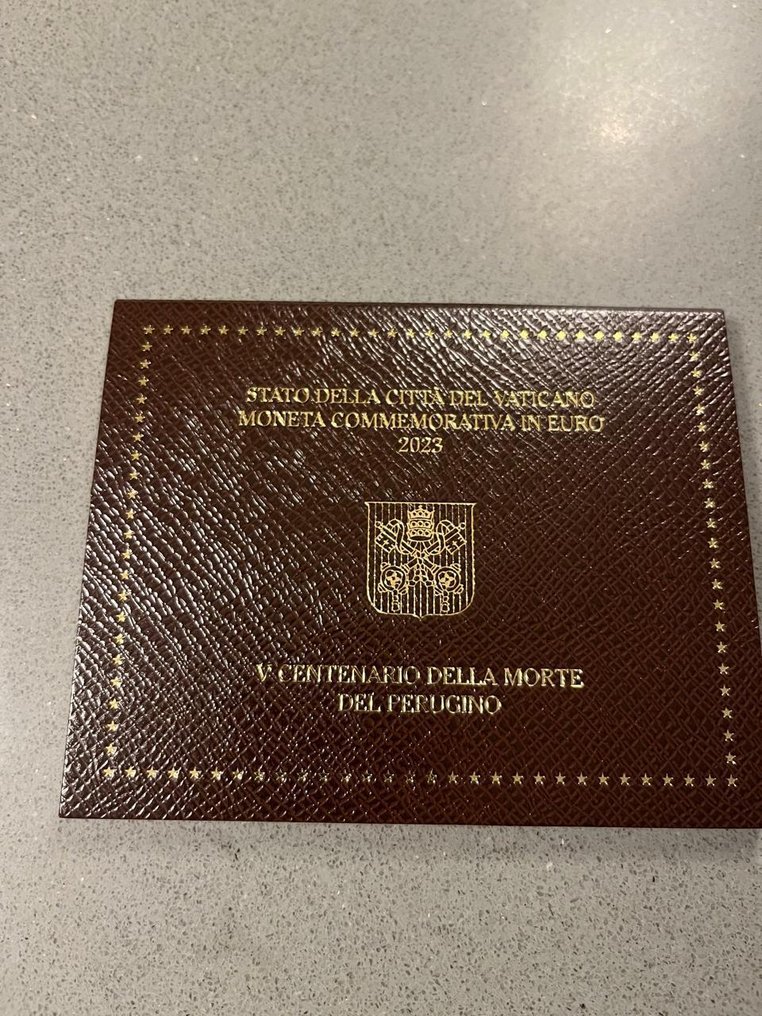 STATO DELLA CITTÀ DEL VATICANO
MONETA COMMEMORATIVA IN EURO
2023
V CENTENARIO DELLA MORTE
DEL PERUGINO